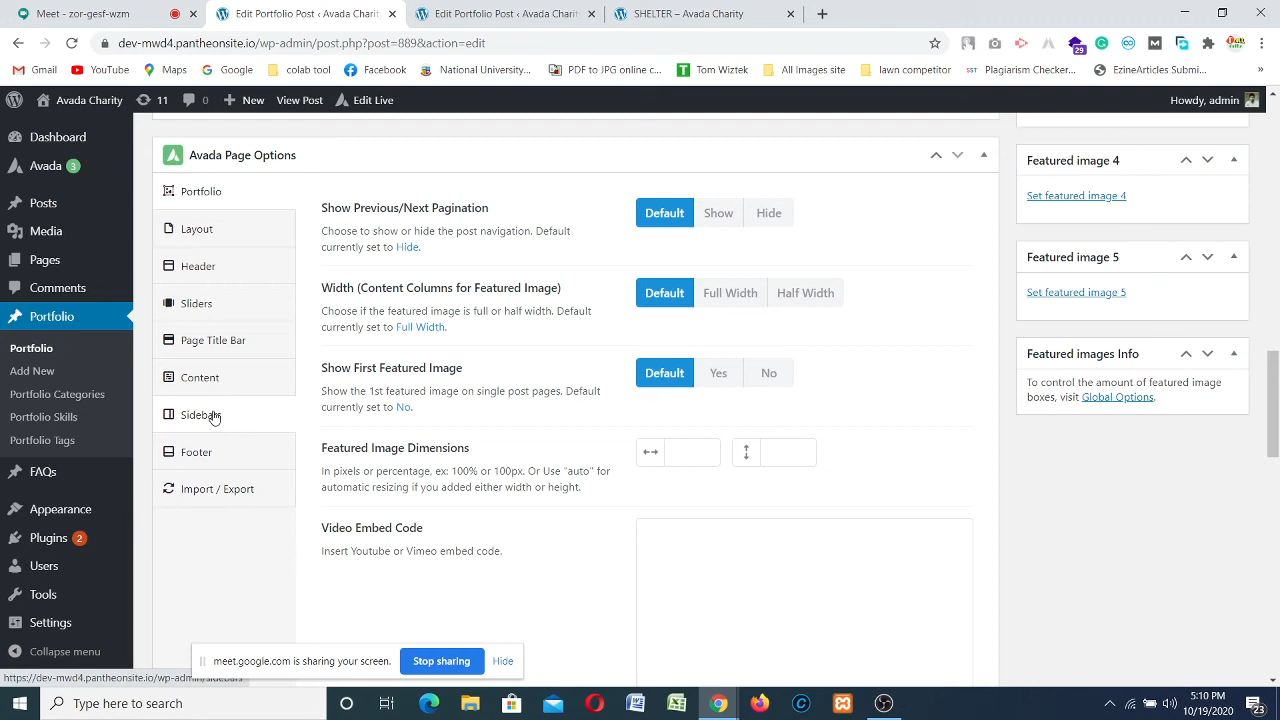 Meet – zor-gesf-wzm
Edit Portfolio Post ‹ Avada Charity
Edit Portfolio Post ‹ Avada Charity
SHELTER – Avada Charity
dev-mwd4.pantheonsite.io/wp-admin/post.php?post=889&action=edit
29
Gmail
YouTube
Maps
Google
colab tool
Facebook
National University...
PDF to JPG online c...
Tom Wiztek
All Images site
lawn competitor
SST
Plagiarism Checker...
EzineArticles Submi...
»
Avada Charity
11
0
New
View Post
Edit Live
Howdy, admin
Dashboard
Avada 3
Posts
Media
Pages
Comments
Portfolio
Portfolio
Add New
Portfolio Categories
Portfolio Skills
Portfolio Tags
FAQs
Appearance
Plugins 2
Users
Tools
Settings
Collapse menu
Avada Page Options
Portfolio
Layout
Header
Sliders
Page Title Bar
Content
Sidebars
Footer
Import / Export
Show Previous/Next Pagination
Choose to show or hide the post navigation. Default
currently set to Hide.
Default
Show
Hide
Width (Content Columns for Featured Image)
Choose if the featured image is full or half width. Default
currently set to Full Width.
Default
Full Width
Half Width
Show First Featured Image
Show the 1st featured image on single post pages. Default
currently set to No.
Default
Yes
No
Featured Image Dimensions
In pixels or percentage, ex: 100% or 100px. Or Use "auto" for
automatic resizing if you added either width or height.
Video Embed Code
Insert Youtube or Vimeo embed code.
Featured image 4
Set featured image 4
Featured image 5
Set featured image 5
Featured images Info
To control the amount of featured image
boxes, visit Global Options.
meet.google.com is sharing your screen.
Stop sharing
Hide
https://dev-mwd4.pantheonsite.io/wp-admin/sidebars
Type here to search
5:10 PM
10/19/2020
23